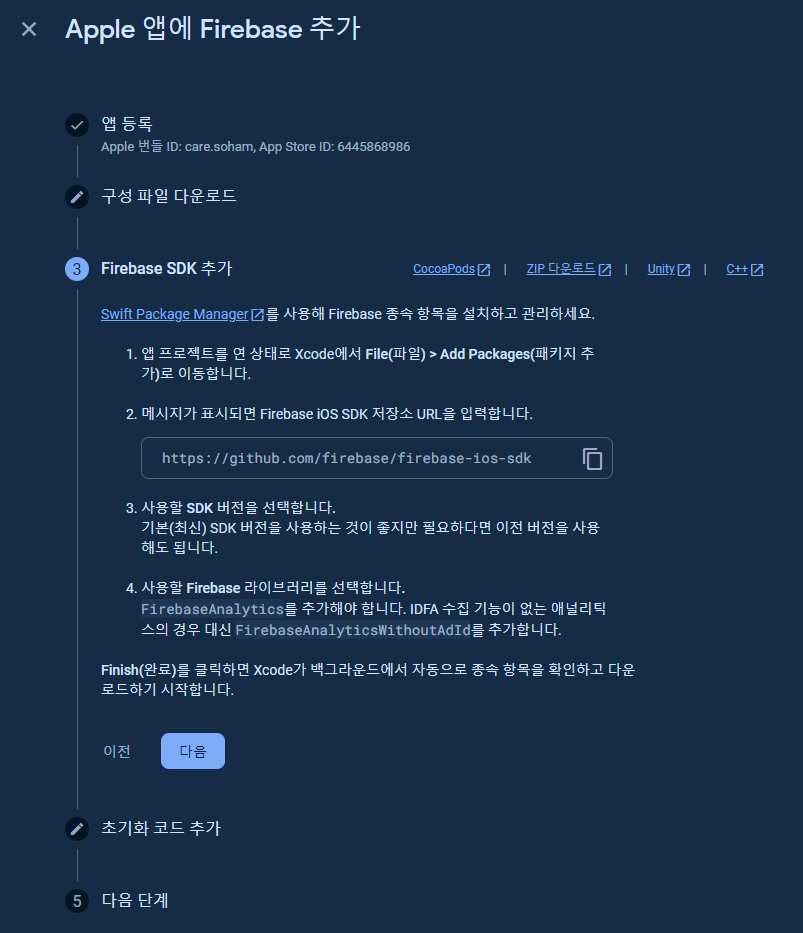 Apple 앱에 Firebase 추가
앱 등록
Apple 번들 ID: care.soham, App Store ID: 6445868986
구성 파일 다운로드
3 Firebase SDK 추가 CocoaPods | ZIP 다운로드 | Unity | C++
Swift Package Manager를 사용해 Firebase 종속 항목을 설치하고 관리하세요.
1. 앱 프로젝트를 연 상태로 Xcode에서 File(파일) > Add Packages(패키지 추
가)로 이동합니다.
2. 메시지가 표시되면 Firebase iOS SDK 저장소 URL을 입력합니다.
https://github.com/firebase/firebase-ios-sdk
3. 사용할 SDK 버전을 선택합니다.
기본(최신) SDK 버전을 사용하는 것이 좋지만 필요하다면 이전 버전을 사용
해도 됩니다.
4. 사용할 Firebase 라이브러리를 선택합니다.
FirebaseAnalytics를 추가해야 합니다. IDFA 수집 기능이 없는 애널리틱
스의 경우 대신 FirebaseAnalyticsWithoutAdId를 추가합니다.
Finish(완료)를 클릭하면 Xcode가 백그라운드에서 자동으로 종속 항목을 확인하고 다운
로드하기 시작합니다.
이전 다음
초기화 코드 추가
5 다음 단계